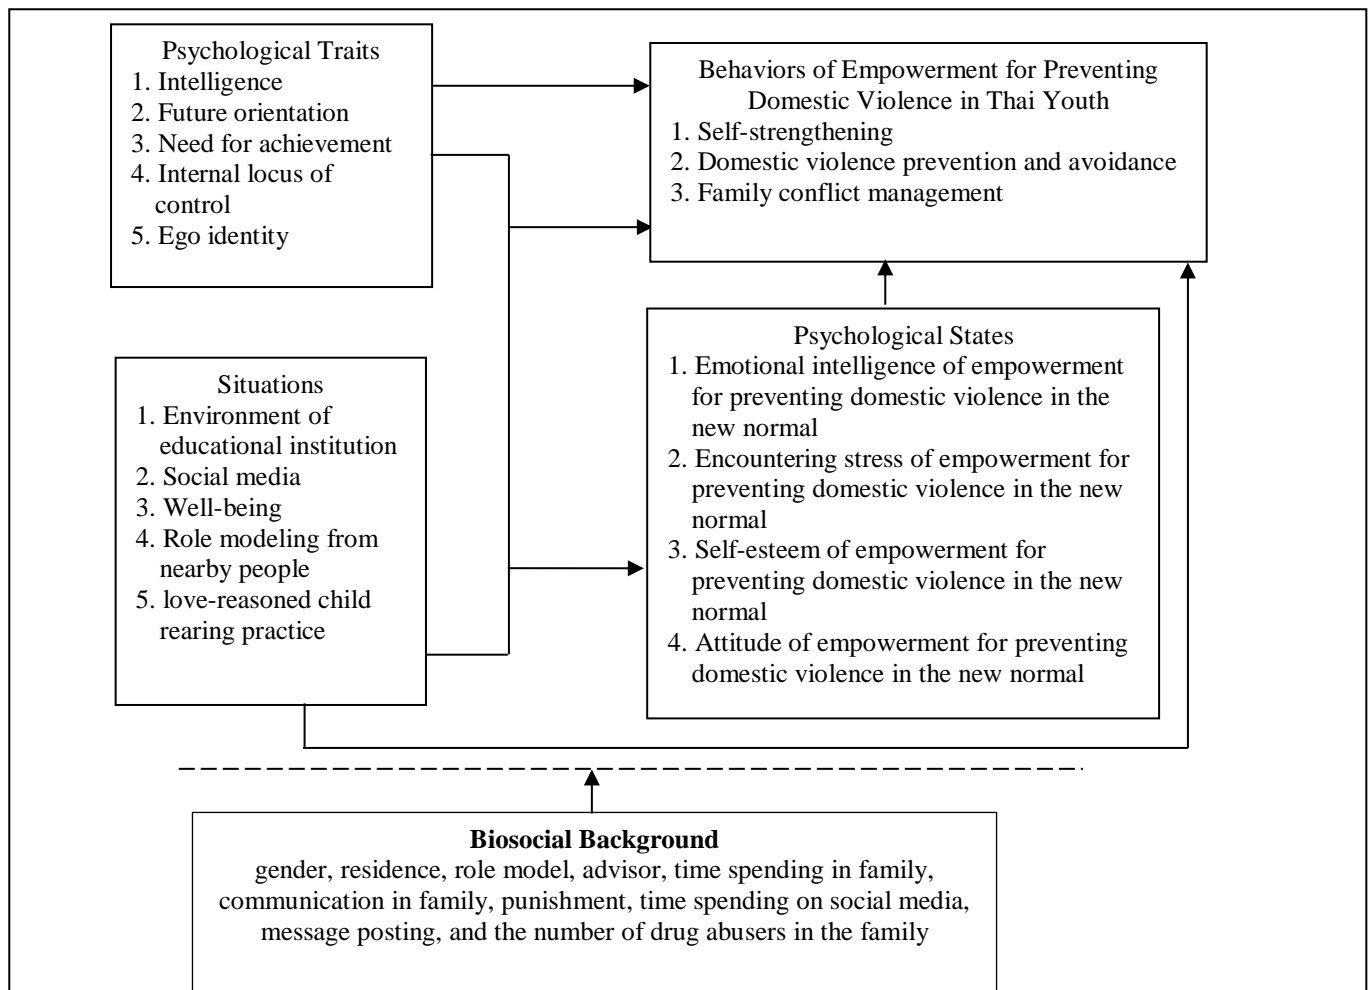 Psychological Traits
1. Intelligence
2. Future orientation
3. Need for achievement
4. Internal locus of
control
5. Ego identity
Behaviors of Empowerment for Preventing
Domestic Violence in Thai Youth
1. Self-strengthening
2. Domestic violence prevention and avoidance
3. Family conflict management
Situations
1. Environment of
educational institution
2. Social media
3. Well-being
4. Role modeling from
nearby people
5. love-reasoned child
rearing practice
Psychological States
1. Emotional intelligence of empowerment
for preventing domestic violence in the
new normal
2. Encountering stress of empowerment for
preventing domestic violence in the new
normal
3. Self-esteem of empowerment for
preventing domestic violence in the new
normal
4. Attitude of empowerment for preventing
domestic violence in the new normal
Biosocial Background
gender, residence, role model, advisor, time spending in family,
communication in family, punishment, time spending on social media,
message posting, and the number of drug abusers in the family